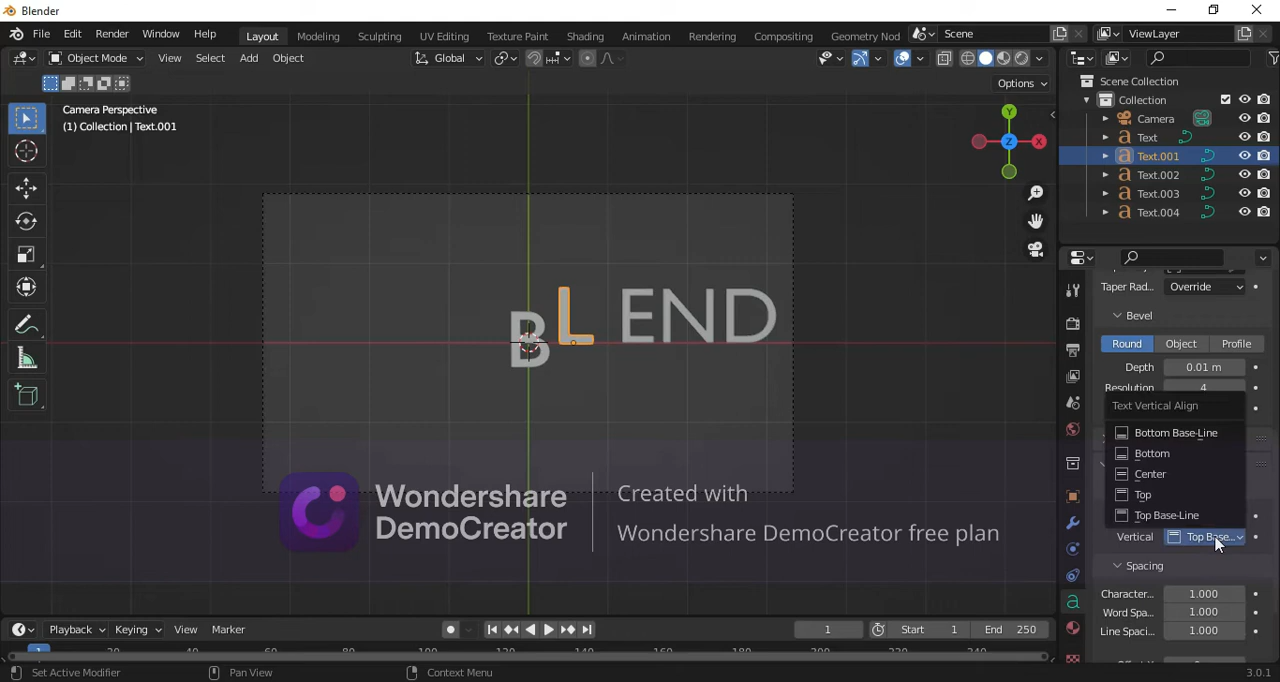 Blender
File Edit Render Window Help Layout Modeling Sculpting UV Editing Texture Paint Shading Animation Rendering Compositing Geometry Nod Scene ViewLayer
Object Mode View Select Add Object Global
Options
Camera Perspective
(1) Collection | Text.001
Y
Z X
Scene Collection
Collection
Camera
Text
Text.001
Text.002
Text.003
Text.004
Taper Rad... Override
Bevel
Round Object Profile
Depth 0.01 m
Resolution 4
Text Vertical Align
Bottom Base-Line
Bottom
Center
Top
Top Base-Line
Vertical Top Base...
Spacing
Character... 1.000
Word Spa... 1.000
Line Spaci... 1.000
B L END
Wondershare
DemoCreator
Created with
Wondershare DemoCreator free plan
Playback Keying View Marker 1 Start 1 End 250
Set Active Modifier Pan View Context Menu 3.0.1